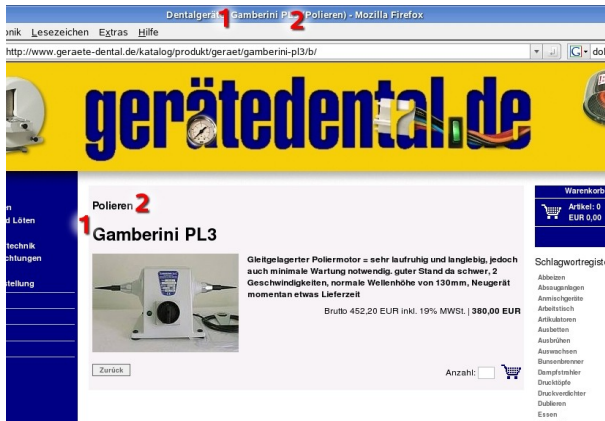 Dentalgerä 1 Gamberini PL 2 (Polieren) - Mozilla Firefox
onik Lesezeichen Extras Hilfe
http://www.geraete-dental.de/katalog/produkt/geraet/gamberini-pl3/b/
G
gerätedental.de
Warenkorb
Artikel: 0
EUR 0,00
n
d Löten
technik
chtungen
stellung
Polieren 2
1
Gamberini PL3
Gleitgelagerter Poliermotor = sehr laufruhig und langlebig, jedoch
auch minimale Wartung notwendig. guter Stand da schwer, 2
Geschwindigkeiten, normale Wellenhöhe von 130mm, Neugerät
momentan etwas Lieferzeit
Brutto 452,20 EUR inkl. 19% MWSt. | 380,00 EUR
Zurück
Anzahl:
Schlagwortregiste
Abbeizen
Absauganlagen
Anmischgeräte
Arbeitstisch
Artikulatoren
Ausbetten
Ausbrühen
Auswachsen
Bunsenbrenner
Dampfstrahler
Drucktöpfe
Druckverdichter
Dublieren
Essen